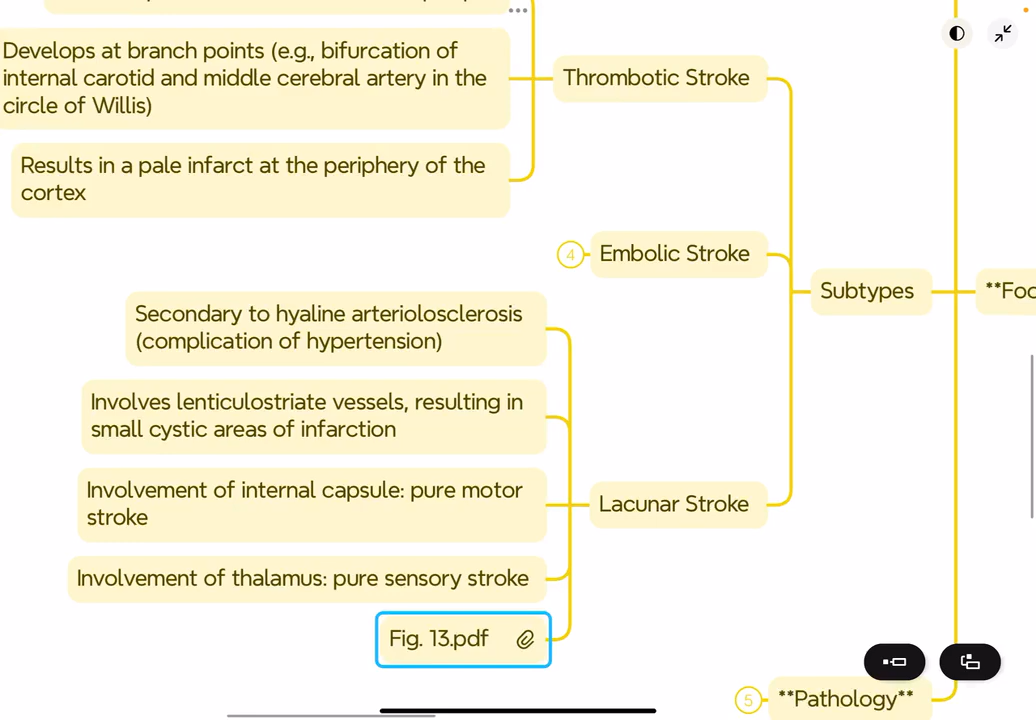 Develops at branch points (e.g., bifurcation of
internal carotid and middle cerebral artery in the
circle of Willis)
Thrombotic Stroke
Results in a pale infarct at the periphery of the
cortex
4
Embolic Stroke
Subtypes
**Foc
Secondary to hyaline arteriolosclerosis
(complication of hypertension)
Involves lenticulostriate vessels, resulting in
small cystic areas of infarction
Involvement of internal capsule: pure motor
stroke
Lacunar Stroke
Involvement of thalamus: pure sensory stroke
Fig. 13.pdf
5
**Pathology**